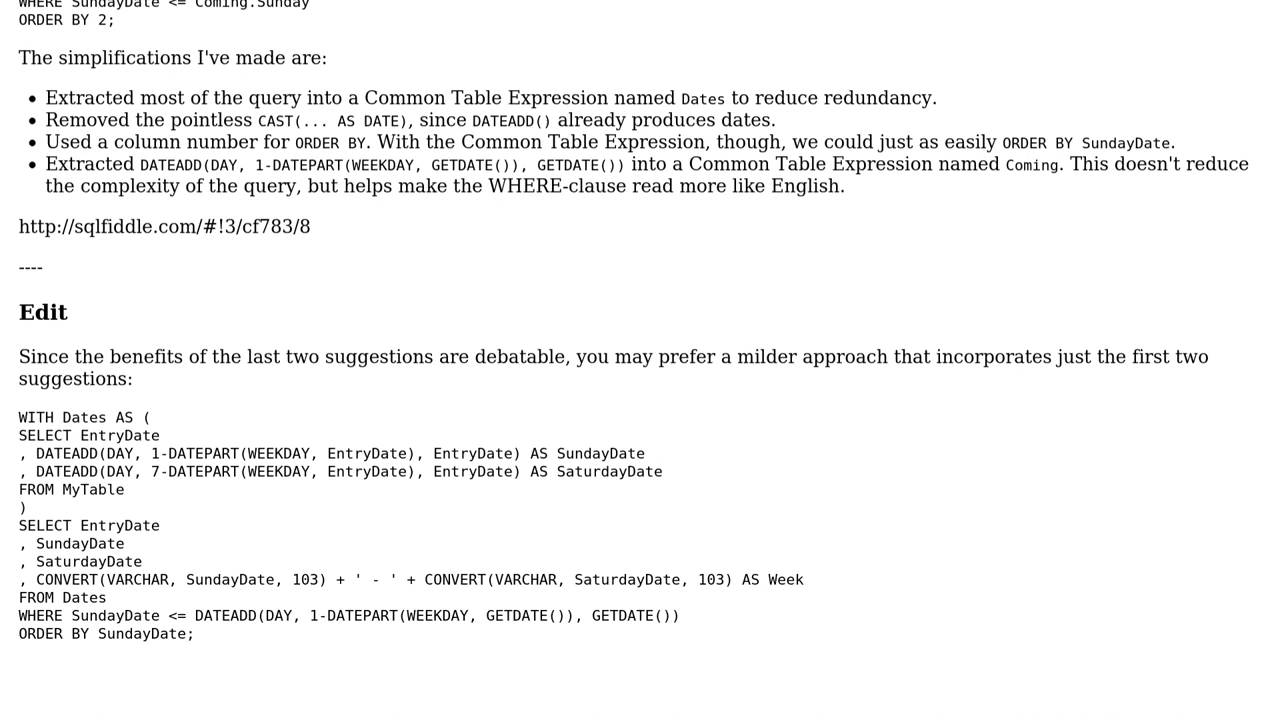 WHERE SundayDate <= Coming.Sunday
ORDER BY 2;
The simplifications I've made are:
• Extracted most of the query into a Common Table Expression named Dates to reduce redundancy.
• Removed the pointless CAST(... AS DATE), since DATEADD() already produces dates.
• Used a column number for ORDER BY. With the Common Table Expression, though, we could just as easily ORDER BY SundayDate.
• Extracted DATEADD(DAY, 1-DATEPART(WEEKDAY, GETDATE()), GETDATE()) into a Common Table Expression named Coming. This doesn't reduce
the complexity of the query, but helps make the WHERE-clause read more like English.
http://sqlfiddle.com/#!3/cf783/8
----
Edit
Since the benefits of the last two suggestions are debatable, you may prefer a milder approach that incorporates just the first two
suggestions:
WITH Dates AS (
SELECT EntryDate
, DATEADD(DAY, 1-DATEPART(WEEKDAY, EntryDate), EntryDate) AS SundayDate
, DATEADD(DAY, 7-DATEPART(WEEKDAY, EntryDate), EntryDate) AS SaturdayDate
FROM MyTable
)
SELECT EntryDate
, SundayDate
, SaturdayDate
, CONVERT(VARCHAR, SundayDate, 103) + ' - ' + CONVERT(VARCHAR, SaturdayDate, 103) AS Week
FROM Dates
WHERE SundayDate <= DATEADD(DAY, 1-DATEPART(WEEKDAY, GETDATE()), GETDATE())
ORDER BY SundayDate;